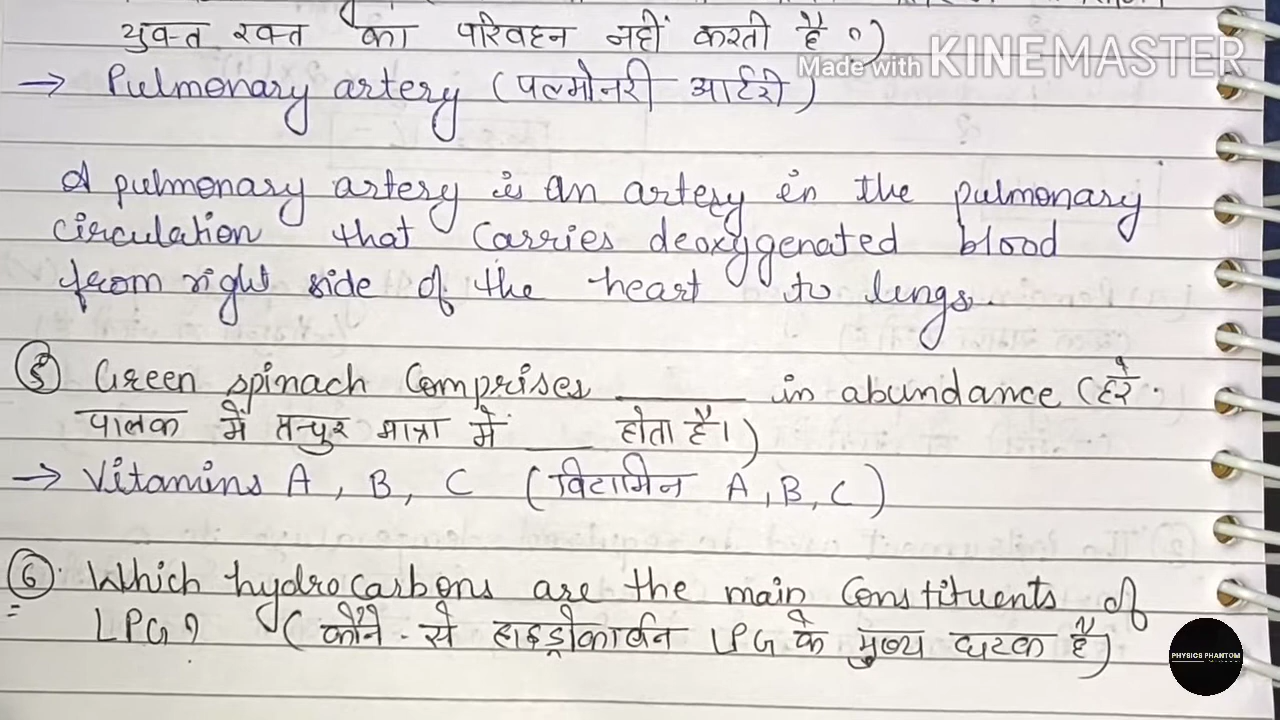 युक्त रक्त का परिवहन नहीं करती है ?)
Made with KINEMASTER
→ Pulmonary artery (पल्मोनरी आर्टरी)
A pulmonary artery is an artery in the pulmonary
circulation that carries deoxygenated blood
from right side of the heart to lungs.
⑤ Green spinach comprises ____ in abundance (हरे
पालक में प्रचुर मात्रा में ____ होता है।)
→ Vitamins A, B, C (विटामिन A, B, C)
⑥ Which hydrocarbons are the main constituents of
LPG? (कौन-से हाइड्रोकार्बन LPG के मुख्य घटक है)
PHYSICS PHANTOM